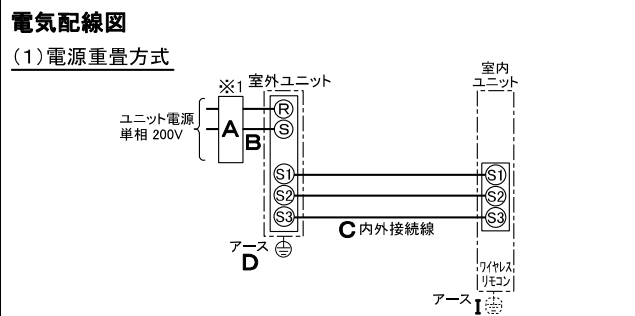 電気配線図
(1)電源重畳方式
※1
室外ユニット
室内
ユニット
ユニット電源
単相 200V
A
B
R
S
S1
S2
S3
S1
S2
S3
C 内外接続線
アース
D
ワイヤレス
リモコン
アース I